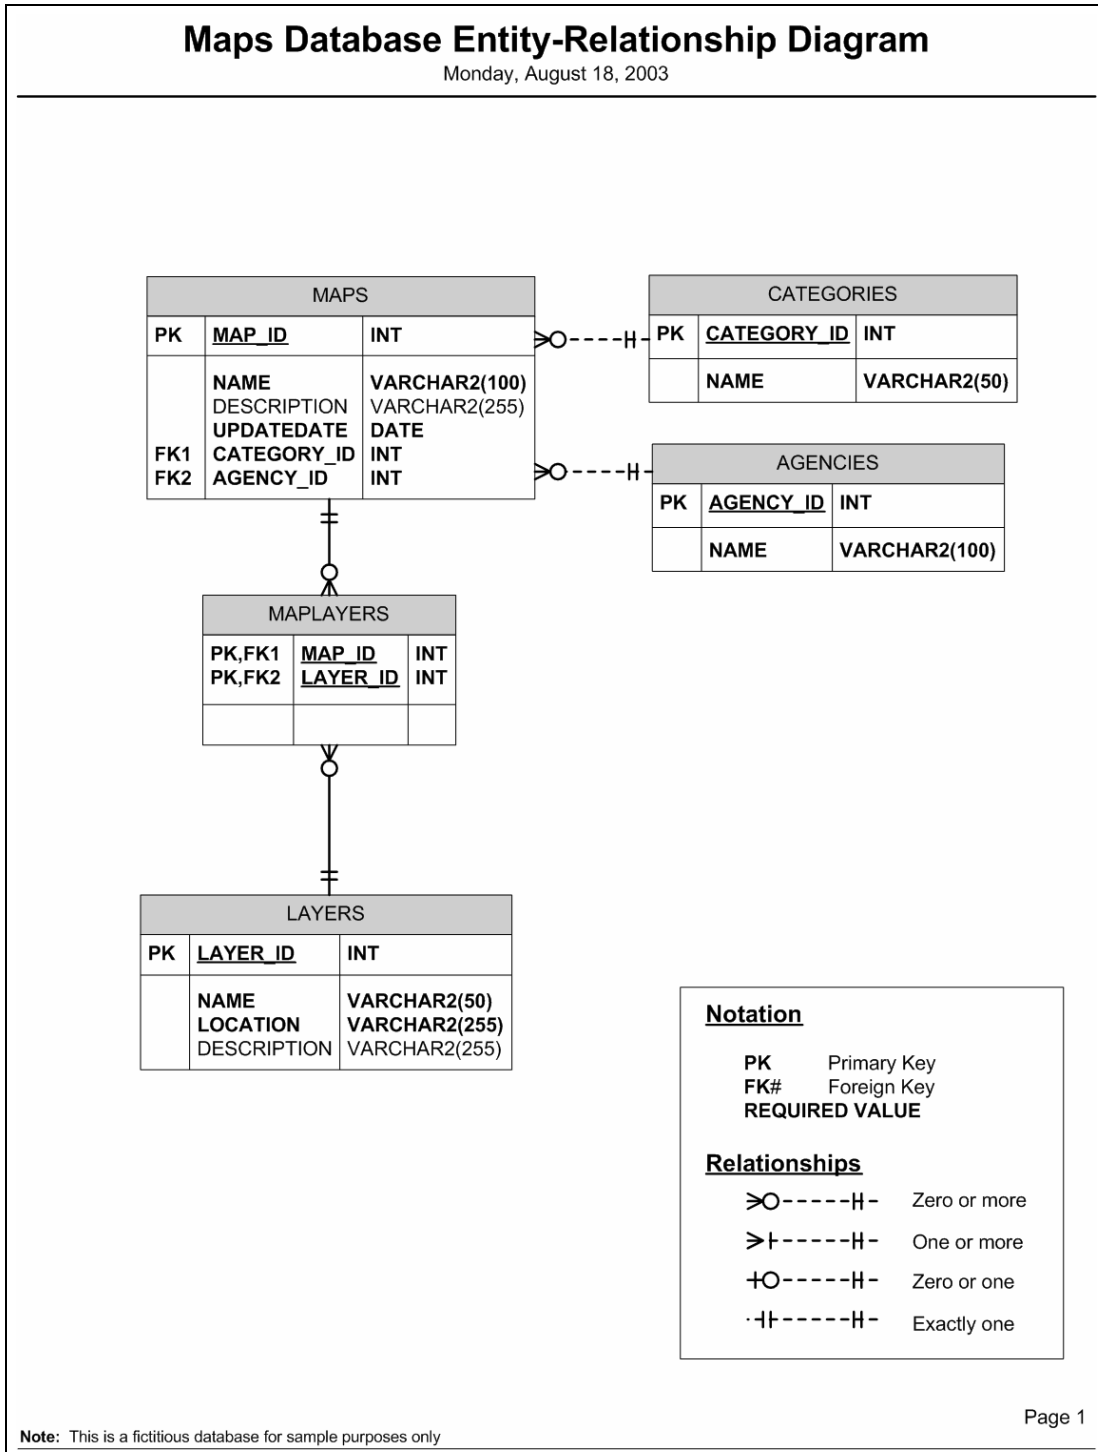 Maps Database Entity-Relationship Diagram
Monday, August 18, 2003
MAPS
PK MAP_ID INT
NAME VARCHAR2(100)
DESCRIPTION VARCHAR2(255)
UPDATEDATE DATE
FK1 CATEGORY_ID INT
FK2 AGENCY_ID INT
CATEGORIES
PK CATEGORY_ID INT
NAME VARCHAR2(50)
AGENCIES
PK AGENCY_ID INT
NAME VARCHAR2(100)
MAPLAYERS
PK,FK1 MAP_ID INT
PK,FK2 LAYER_ID INT
LAYERS
PK LAYER_ID INT
NAME VARCHAR2(50)
LOCATION VARCHAR2(255)
DESCRIPTION VARCHAR2(255)
Notation
PK Primary Key
FK# Foreign Key
REQUIRED VALUE
Relationships
Zero or more
One or more
Zero or one
Exactly one
Page 1
Note: This is a fictitious database for sample purposes only